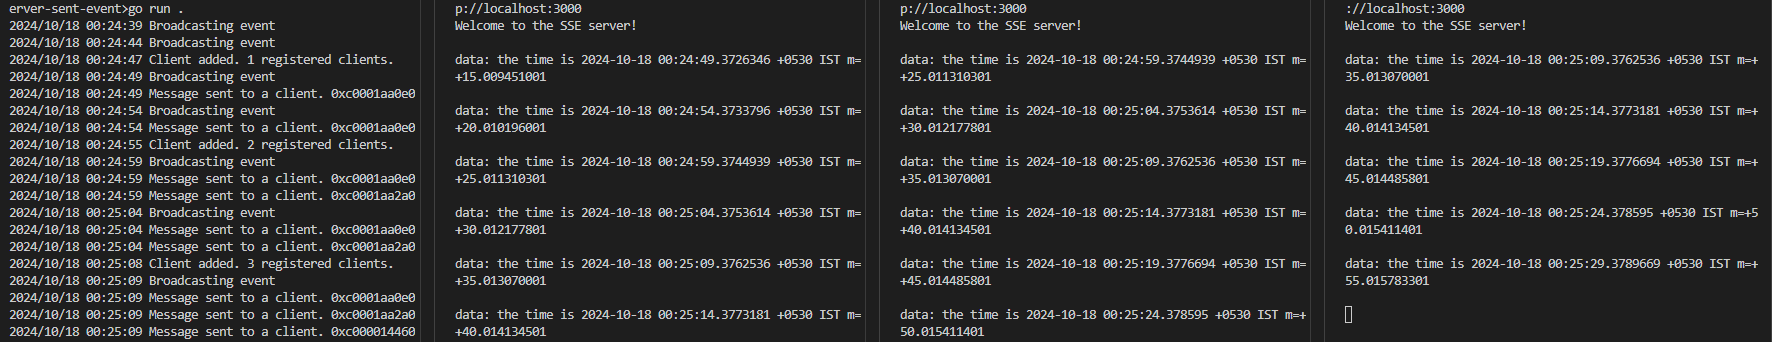 erver-sent-event>go run .
2024/10/18 00:24:39 Broadcasting event
2024/10/18 00:24:44 Broadcasting event
2024/10/18 00:24:47 Client added. 1 registered clients.
2024/10/18 00:24:49 Broadcasting event
2024/10/18 00:24:49 Message sent to a client. 0xc0001aa0e0
2024/10/18 00:24:54 Broadcasting event
2024/10/18 00:24:54 Message sent to a client. 0xc0001aa0e0
2024/10/18 00:24:55 Client added. 2 registered clients.
2024/10/18 00:24:59 Broadcasting event
2024/10/18 00:24:59 Message sent to a client. 0xc0001aa0e0
2024/10/18 00:24:59 Message sent to a client. 0xc0001aa2a0
2024/10/18 00:25:04 Broadcasting event
2024/10/18 00:25:04 Message sent to a client. 0xc0001aa0e0
2024/10/18 00:25:04 Message sent to a client. 0xc0001aa2a0
2024/10/18 00:25:08 Client added. 3 registered clients.
2024/10/18 00:25:09 Broadcasting event
2024/10/18 00:25:09 Message sent to a client. 0xc0001aa0e0
2024/10/18 00:25:09 Message sent to a client. 0xc0001aa2a0
2024/10/18 00:25:09 Message sent to a client. 0xc000014460
p://localhost:3000
Welcome to the SSE server!
data: the time is 2024-10-18 00:24:49.3726346 +0530 IST m=
+15.009451001
data: the time is 2024-10-18 00:24:54.3733796 +0530 IST m=
+20.010196001
data: the time is 2024-10-18 00:24:59.3744939 +0530 IST m=
+25.011310301
data: the time is 2024-10-18 00:25:04.3753614 +0530 IST m=
+30.012177801
data: the time is 2024-10-18 00:25:09.3762536 +0530 IST m=
+35.013070001
data: the time is 2024-10-18 00:25:14.3773181 +0530 IST m=
+40.014134501
p://localhost:3000
Welcome to the SSE server!
data: the time is 2024-10-18 00:24:59.3744939 +0530 IST m=
+25.011310301
data: the time is 2024-10-18 00:25:04.3753614 +0530 IST m=
+30.012177801
data: the time is 2024-10-18 00:25:09.3762536 +0530 IST m=
+35.013070001
data: the time is 2024-10-18 00:25:14.3773181 +0530 IST m=
+40.014134501
data: the time is 2024-10-18 00:25:19.3776694 +0530 IST m=
+45.014485801
data: the time is 2024-10-18 00:25:24.378595 +0530 IST m=+
50.015411401
://localhost:3000
Welcome to the SSE server!
data: the time is 2024-10-18 00:25:09.3762536 +0530 IST m=+
35.013070001
data: the time is 2024-10-18 00:25:14.3773181 +0530 IST m=+
40.014134501
data: the time is 2024-10-18 00:25:19.3776694 +0530 IST m=+
45.014485801
data: the time is 2024-10-18 00:25:24.378595 +0530 IST m=+5
0.015411401
data: the time is 2024-10-18 00:25:29.3789669 +0530 IST m=+
55.015783301